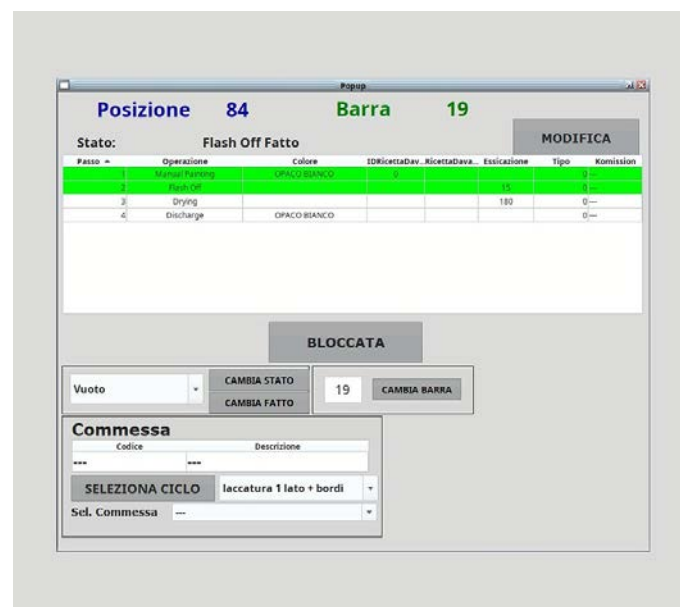 Popup
Posizione 84 Barra 19
Stato: Flash Off Fatto MODIFICA
Passo Operazione Colore IDRicettaDav... RicettaDava... Essicazione Tipo Komission
1 Manual Painting OPACO BIANCO 0 0 ---
2 Flash Off 15 0 ---
3 Drying 180 0 ---
4 Discharge OPACO BIANCO 0 ---
BLOCCATA
Vuoto CAMBIA STATO 19 CAMBIA BARRA
CAMBIA FATTO
Commessa
Codice Descrizione
--- ---
SELEZIONA CICLO laccatura 1 lato + bordi
Sel. Commessa ---